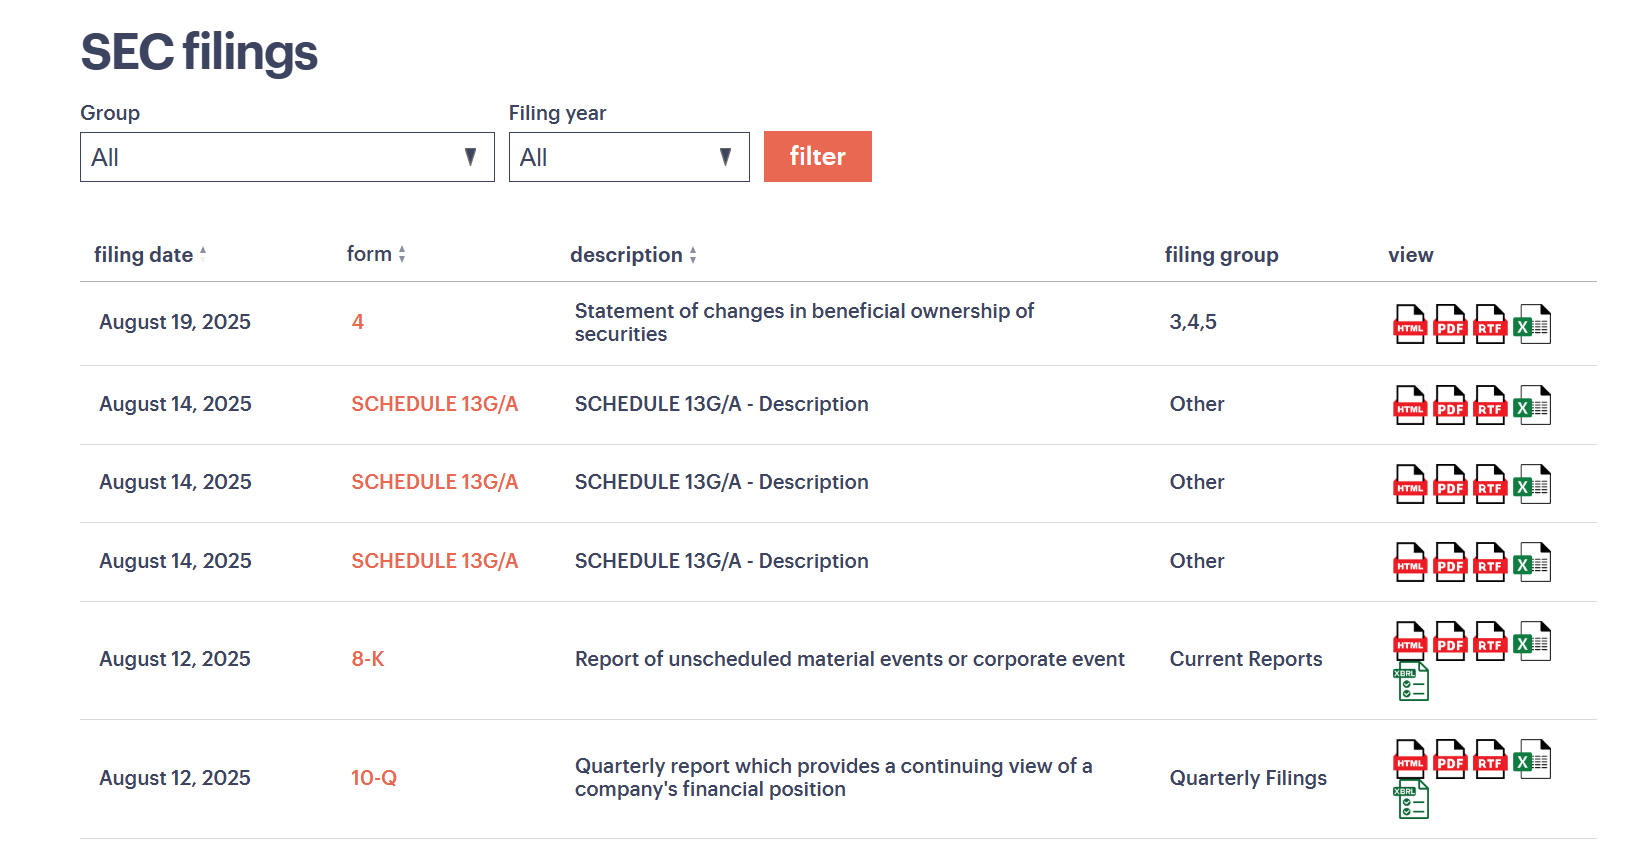 SEC filings
Group
Filing year
All
All
filter
filing date
form
description
filing group
view
August 19, 2025
4
Statement of changes in beneficial ownership of
securities
3,4,5
HTML PDF RTF X
August 14, 2025
SCHEDULE 13G/A
SCHEDULE 13G/A - Description
Other
HTML PDF RTF X
August 14, 2025
SCHEDULE 13G/A
SCHEDULE 13G/A - Description
Other
HTML PDF RTF X
August 14, 2025
SCHEDULE 13G/A
SCHEDULE 13G/A - Description
Other
HTML PDF RTF X
August 12, 2025
8-K
Report of unscheduled material events or corporate event
Current Reports
HTML PDF RTF X
XBRL
August 12, 2025
10-Q
Quarterly report which provides a continuing view of a
company's financial position
Quarterly Filings
HTML PDF RTF X
XBRL